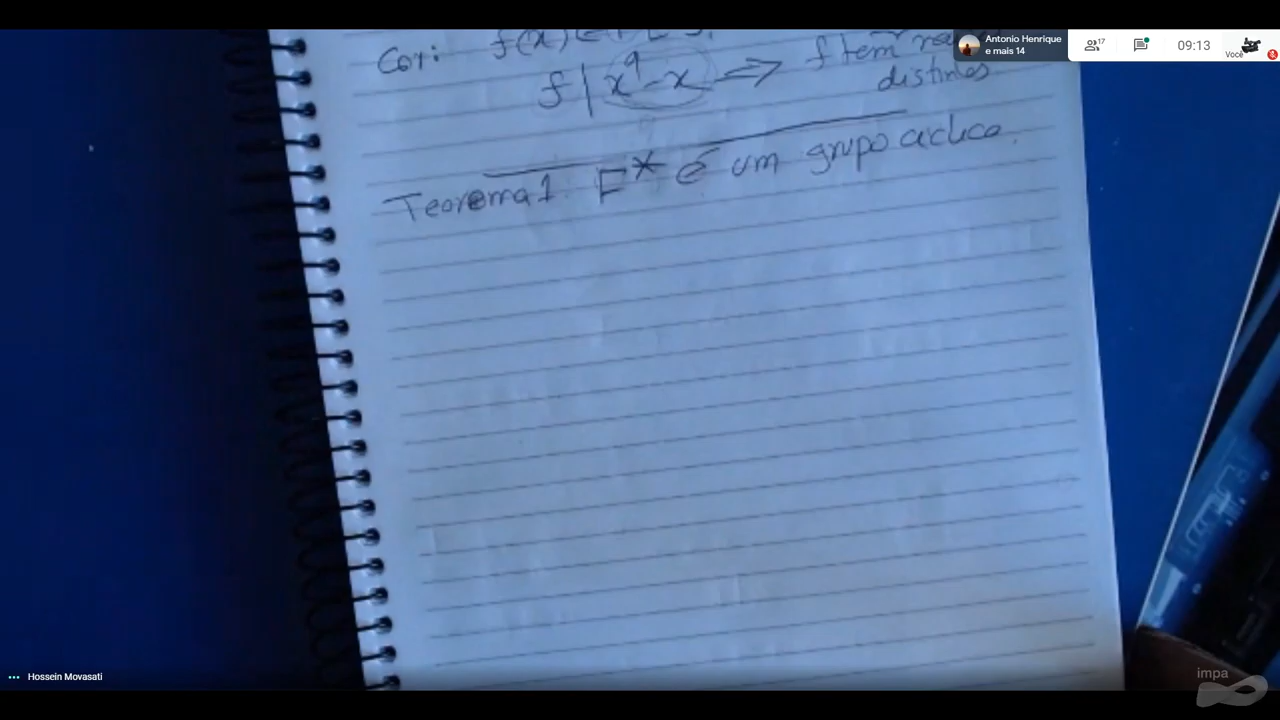 Antonio Henrique
e mais 14
17
09:13
Você
Cor: f(x) ∈
f | x^q - x ⟹ f tem
distintas
Teorema 1 F* é um grupo cíclico.
Hossein Movasati
impa